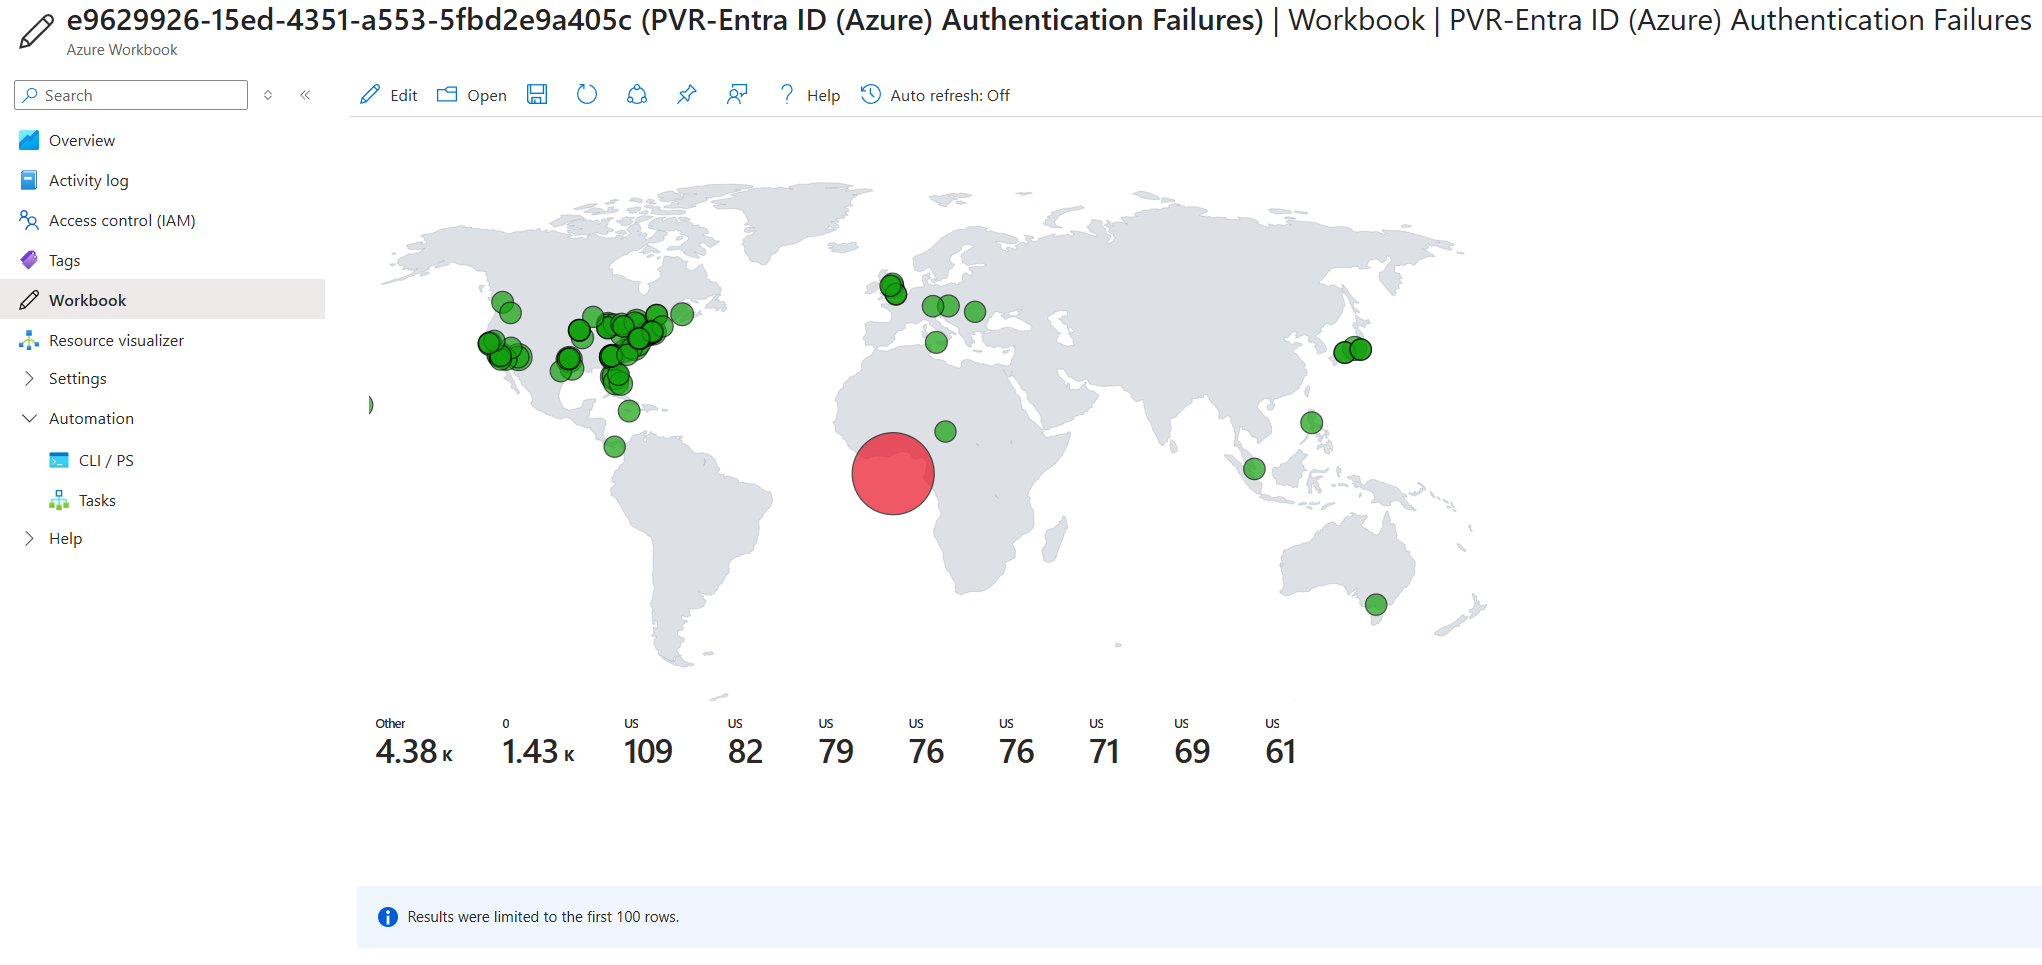 e9629926-15ed-4351-a553-5fbd2e9a405c (PVR-Entra ID (Azure) Authentication Failures) | Workbook | PVR-Entra ID (Azure) Authentication Failures
Azure Workbook
Search
Edit
Open
Help
Auto refresh: Off
Overview
Activity log
Access control (IAM)
Tags
Workbook
Resource visualizer
Settings
Automation
CLI / PS
Tasks
Help
Other 0 US US US US US US US US
4.38 K 1.43 K 109 82 79 76 76 71 69 61
Results were limited to the first 100 rows.